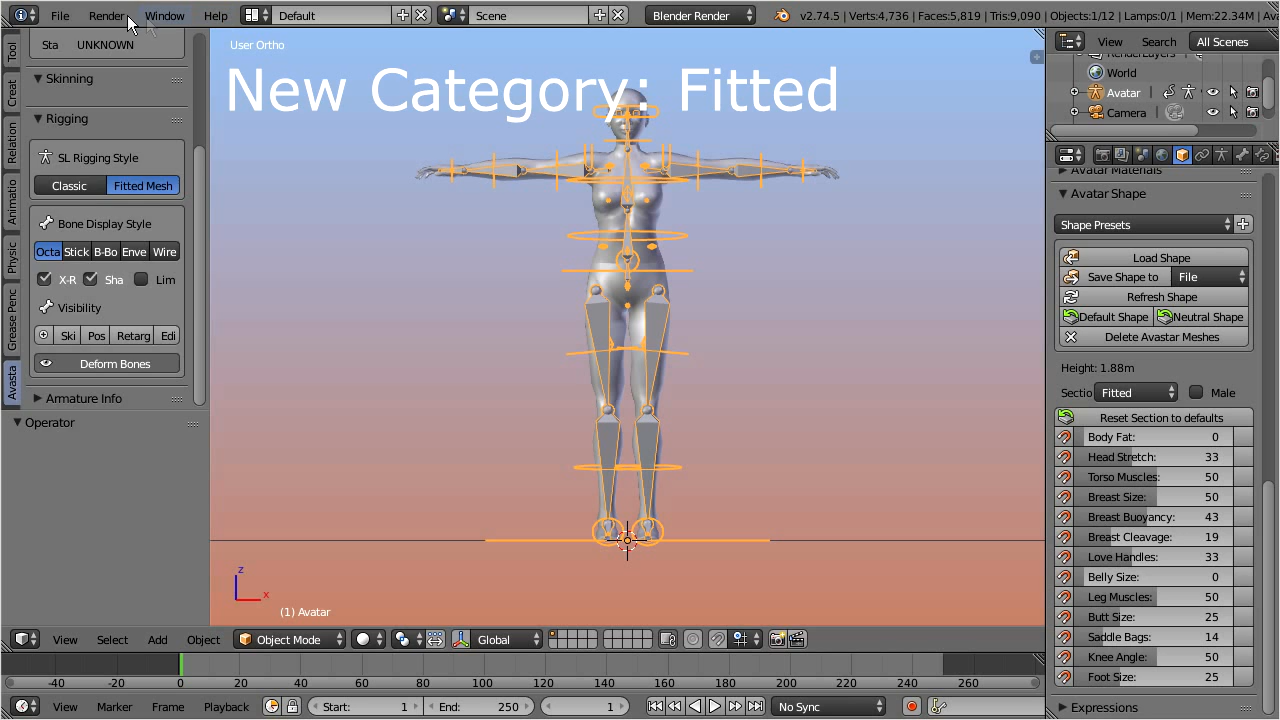 File Render Window Help Default Scene Blender Render v2.74.5 | Verts:4,736 | Faces:5,819 | Tris:9,090 | Objects:1/12 | Lamps:0/1 | Mem:22.34M |
Sta UNKNOWN
Skinning
Rigging
SL Rigging Style
Classic Fitted Mesh
Bone Display Style
Octa Stick B-Bo Enve Wire
X-R Sha Lim
Visibility
Ski Pos Retarg Edi
Deform Bones
Armature Info
Operator
Tool
Creat
Relation
Animatio
Physic
Grease Penc
Avasta
User Ortho
New Category: Fitted
z
x
(1) Avatar
View Search All Scenes
RenderLayers
World
Avatar
Camera
Avatar Materials
Avatar Shape
Shape Presets
Load Shape
Save Shape to File
Refresh Shape
Default Shape Neutral Shape
Delete Avastar Meshes
Height: 1.88m
Sectio Fitted Male
Reset Section to defaults
Body Fat: 0
Head Stretch: 33
Torso Muscles: 50
Breast Size: 50
Breast Buoyancy: 43
Breast Cleavage: 19
Love Handles: 33
Belly Size: 0
Leg Muscles: 50
Butt Size: 25
Saddle Bags: 14
Knee Angle: 50
Foot Size: 25
Expressions
View Select Add Object Object Mode Global
-40 -20 0 20 40 60 80 100 120 140 160 180 200 220 240 260
View Marker Frame Playback Start: 1 End: 250 1 No Sync